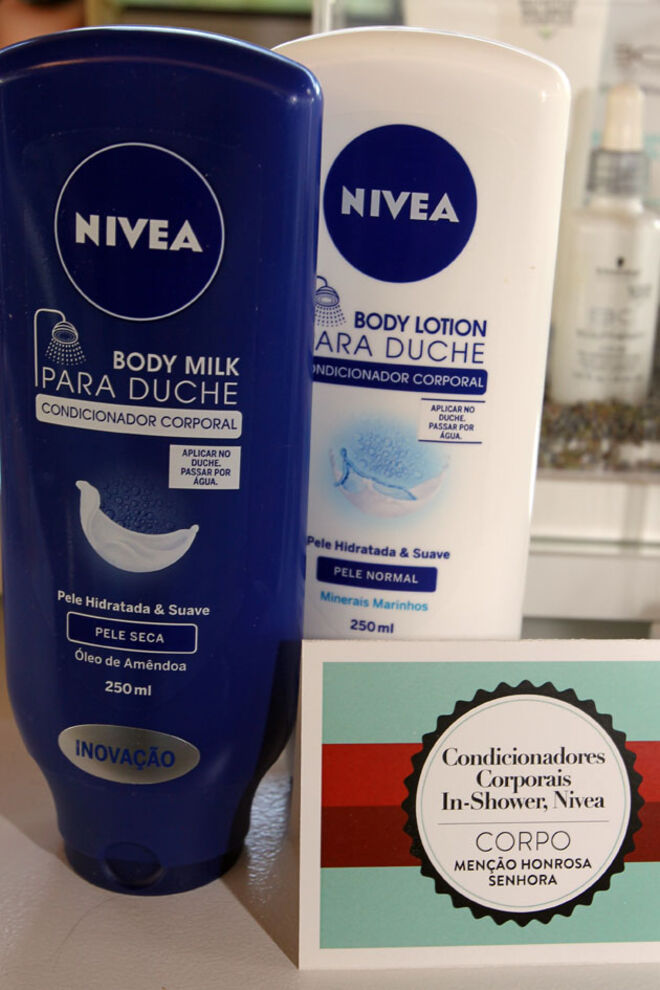 NIVEA
BODY MILK
PARA DUCHE
CONDICIONADOR CORPORAL
APLICAR NO
DUCHE.
PASSAR POR
ÁGUA.
Pele Hidratada & Suave
PELE SECA
Óleo de Amêndoa
250 ml
INOVAÇÃO
NIVEA
BODY LOTION
ARA DUCHE
ONDICIONADOR CORPORAL
APLICAR NO
DUCHE.
PASSAR POR
ÁGUA.
Pele Hidratada & Suave
PELE NORMAL
Minerais Marinhos
250 ml
Condicionadores
Corporais
In-Shower, Nivea
CORPO
MENÇÃO HONROSA
SENHORA